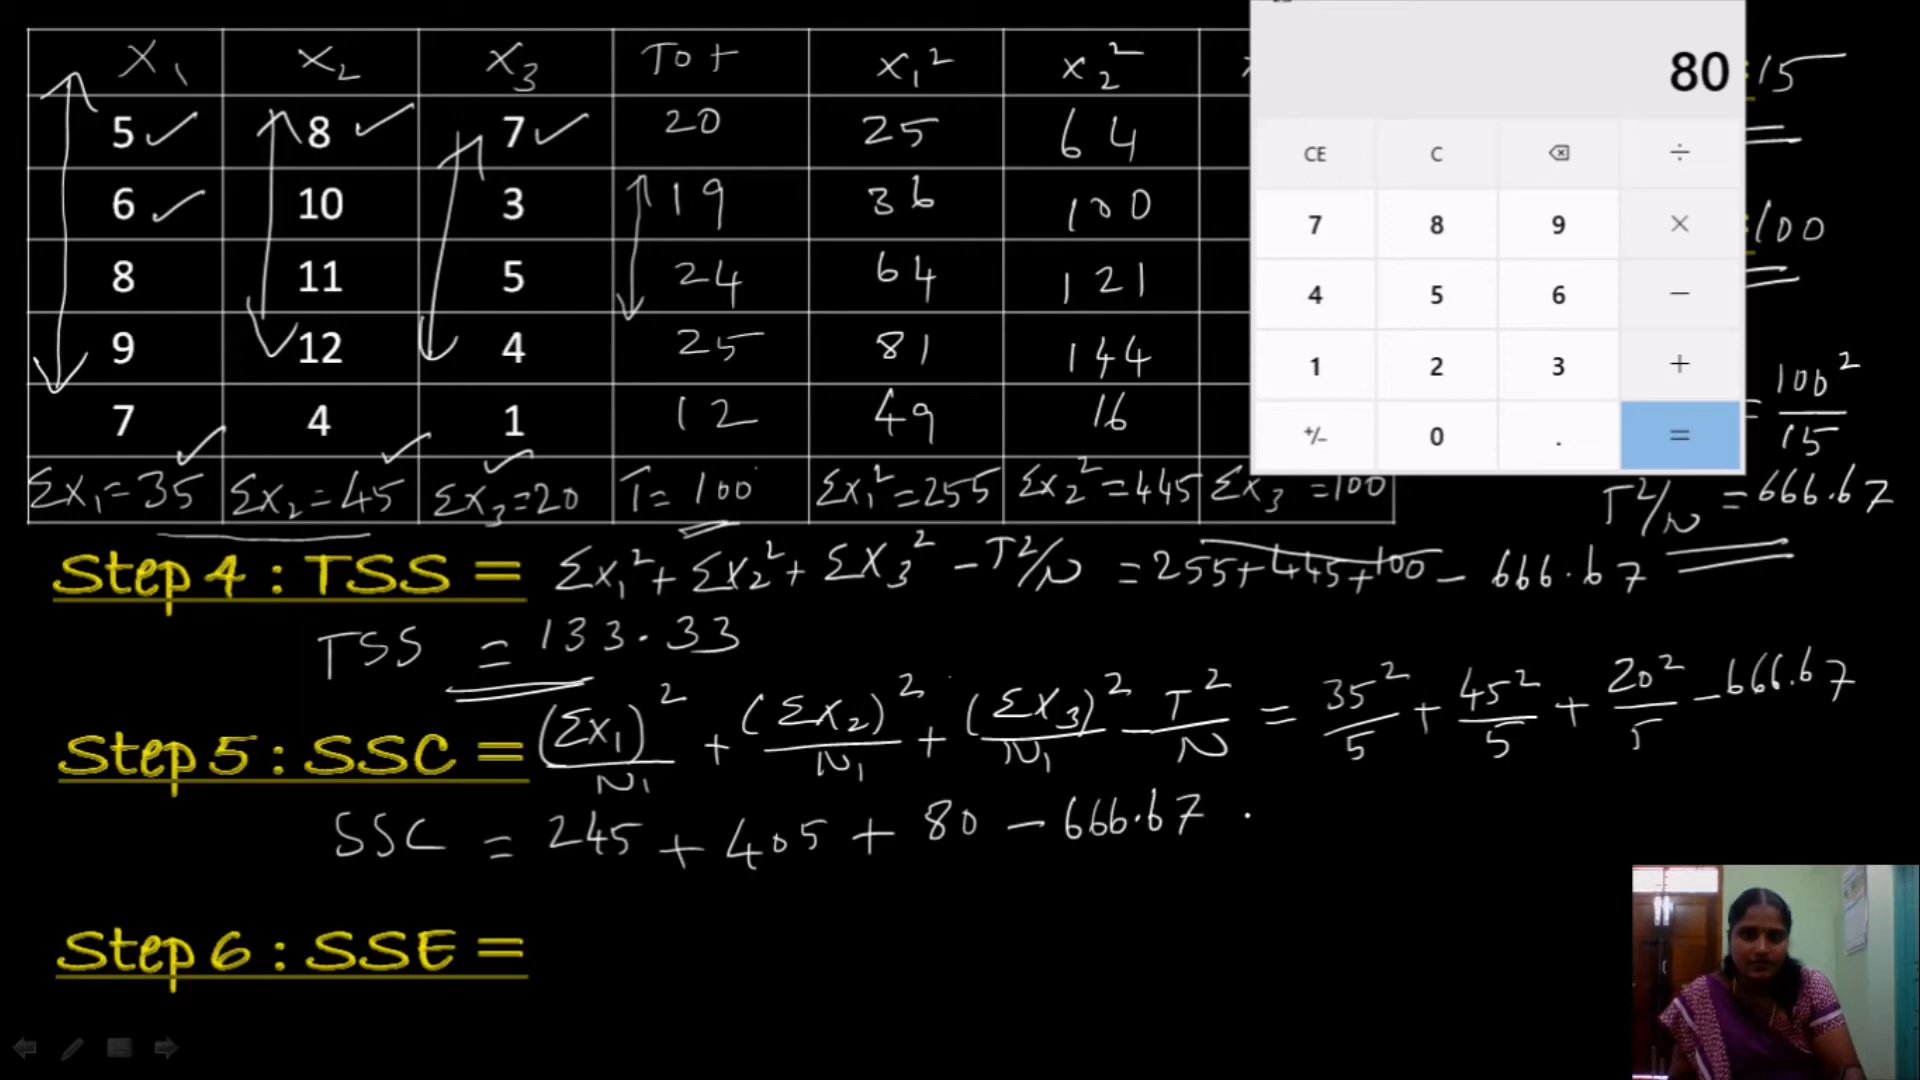 X₁ X₂ X₃ Tot X₁² X₂²
5 8 7 20 25 64
6 10 3 19 36 100
8 11 5 24 64 121
9 12 4 25 81 144
7 4 1 12 49 16
Σx₁=35 Σx₂=45 Σx₃=20 T=100 Σx₁²=255 Σx₂²=445 Σx₃ =100
80
CE C ⌫ ÷
7 8 9 ×
4 5 6 −
1 2 3 +
+/- 0 . =
:15
:100
= 100²/15
T²/N = 666.67
Step 4 : TSS = Σx₁² + Σx₂² + Σx₃² - T²/N = 255+445+100 - 666.67
TSS = 133.33
Step 5 : SSC = (Σx₁)²/N₁ + (Σx₂)²/N₁ + (Σx₃)²/N₁ - T²/N = 35²/5 + 45²/5 + 20²/5 - 666.67
SSC = 245 + 405 + 80 - 666.67 .
Step 6 : SSE =